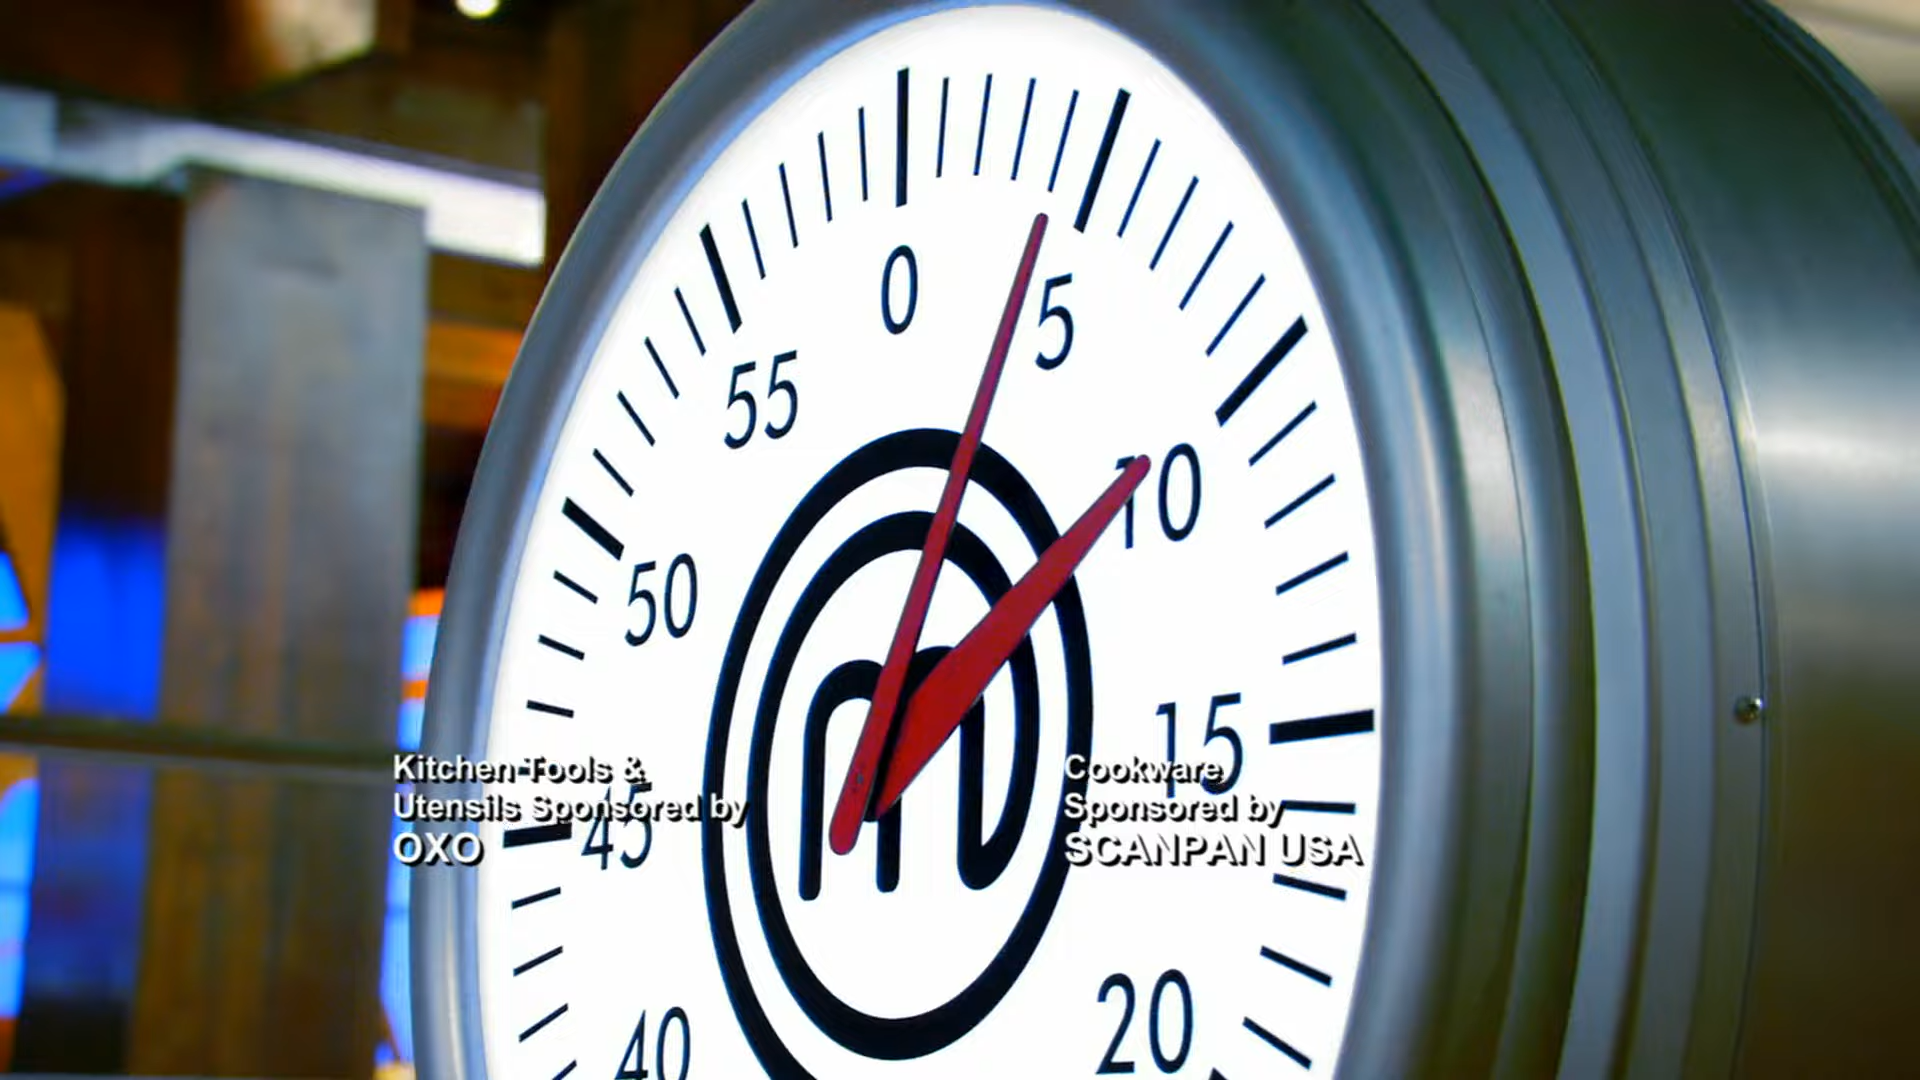 0
5
55
10
50
15
Kitchen Tools &
Utensils Sponsored by
OXO
Cookware
Sponsored by
SCANPAN USA
45
m
20
40